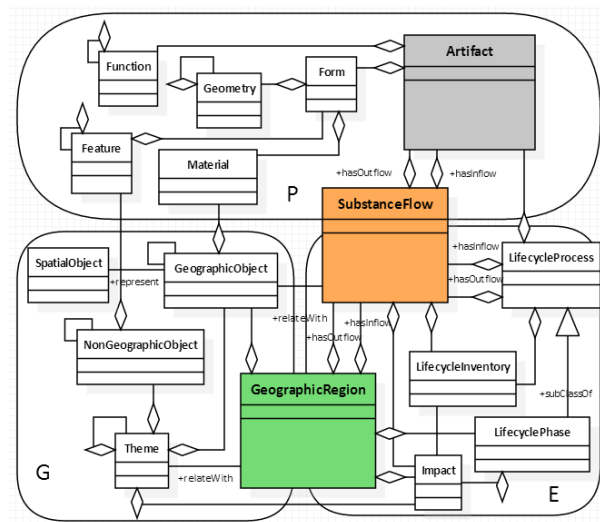 Artifact
Function
Form
Geometry
Feature
Material
+hasOutflow
+hasInflow
P
SubstanceFlow
+hasInflow
SpatialObject
GeographicObject
LifecycleProcess
+represent
+hasOutflow
+relateWith
+hasInflow
+hasOutflow
NonGeographicObject
LifecycleInventory
GeographicRegion
+subClassOf
LifecyclePhase
Theme
Impact
G
+relateWith
E